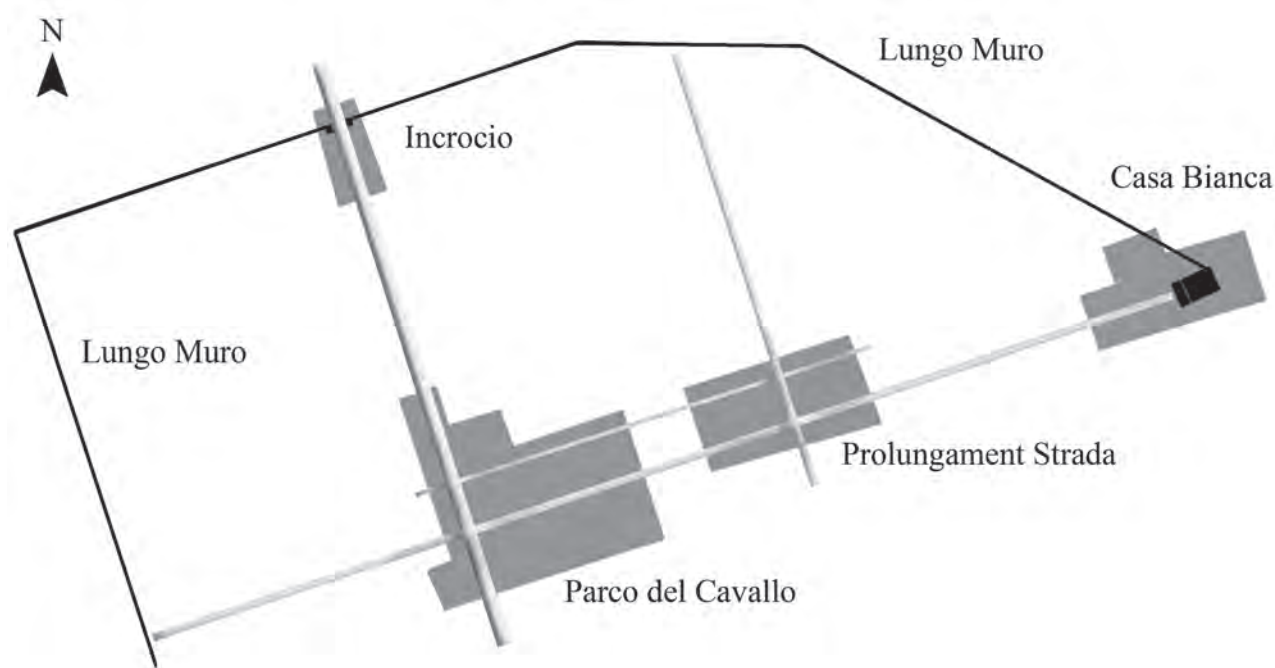 N
Lungo Muro
Incrocio
Casa Bianca
Lungo Muro
Prolungament Strada
Parco del Cavallo